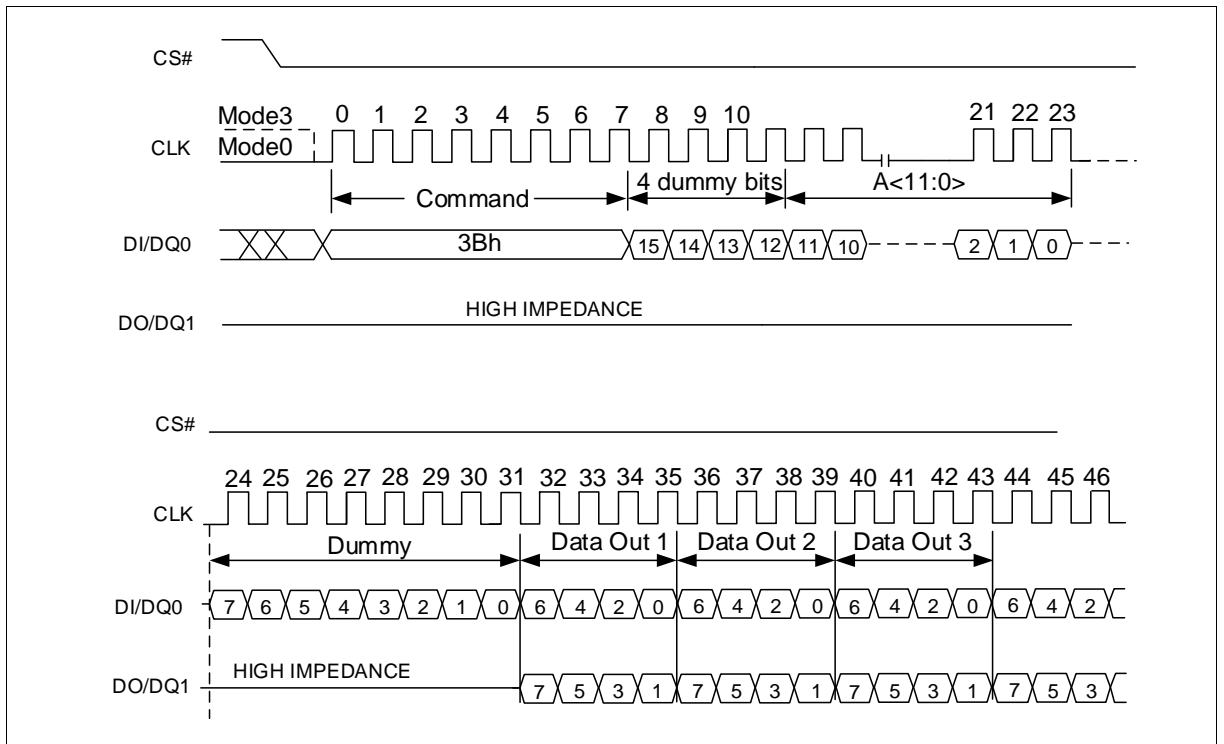 CS#
Mode3 0 1 2 3 4 5 6 7 8 9 10 21 22 23
CLK Mode0
Command 4 dummy bits A<11:0>
DI/DQ0 3Bh 15 14 13 12 11 10 2 1 0
HIGH IMPEDANCE
DO/DQ1
CS#
24 25 26 27 28 29 30 31 32 33 34 35 36 37 38 39 40 41 42 43 44 45 46
CLK
Dummy Data Out 1 Data Out 2 Data Out 3
DI/DQ0 7 6 5 4 3 2 1 0 6 4 2 0 6 4 2 0 6 4 2 0 6 4 2
HIGH IMPEDANCE
DO/DQ1 7 5 3 1 7 5 3 1 7 5 3 1 7 5 3